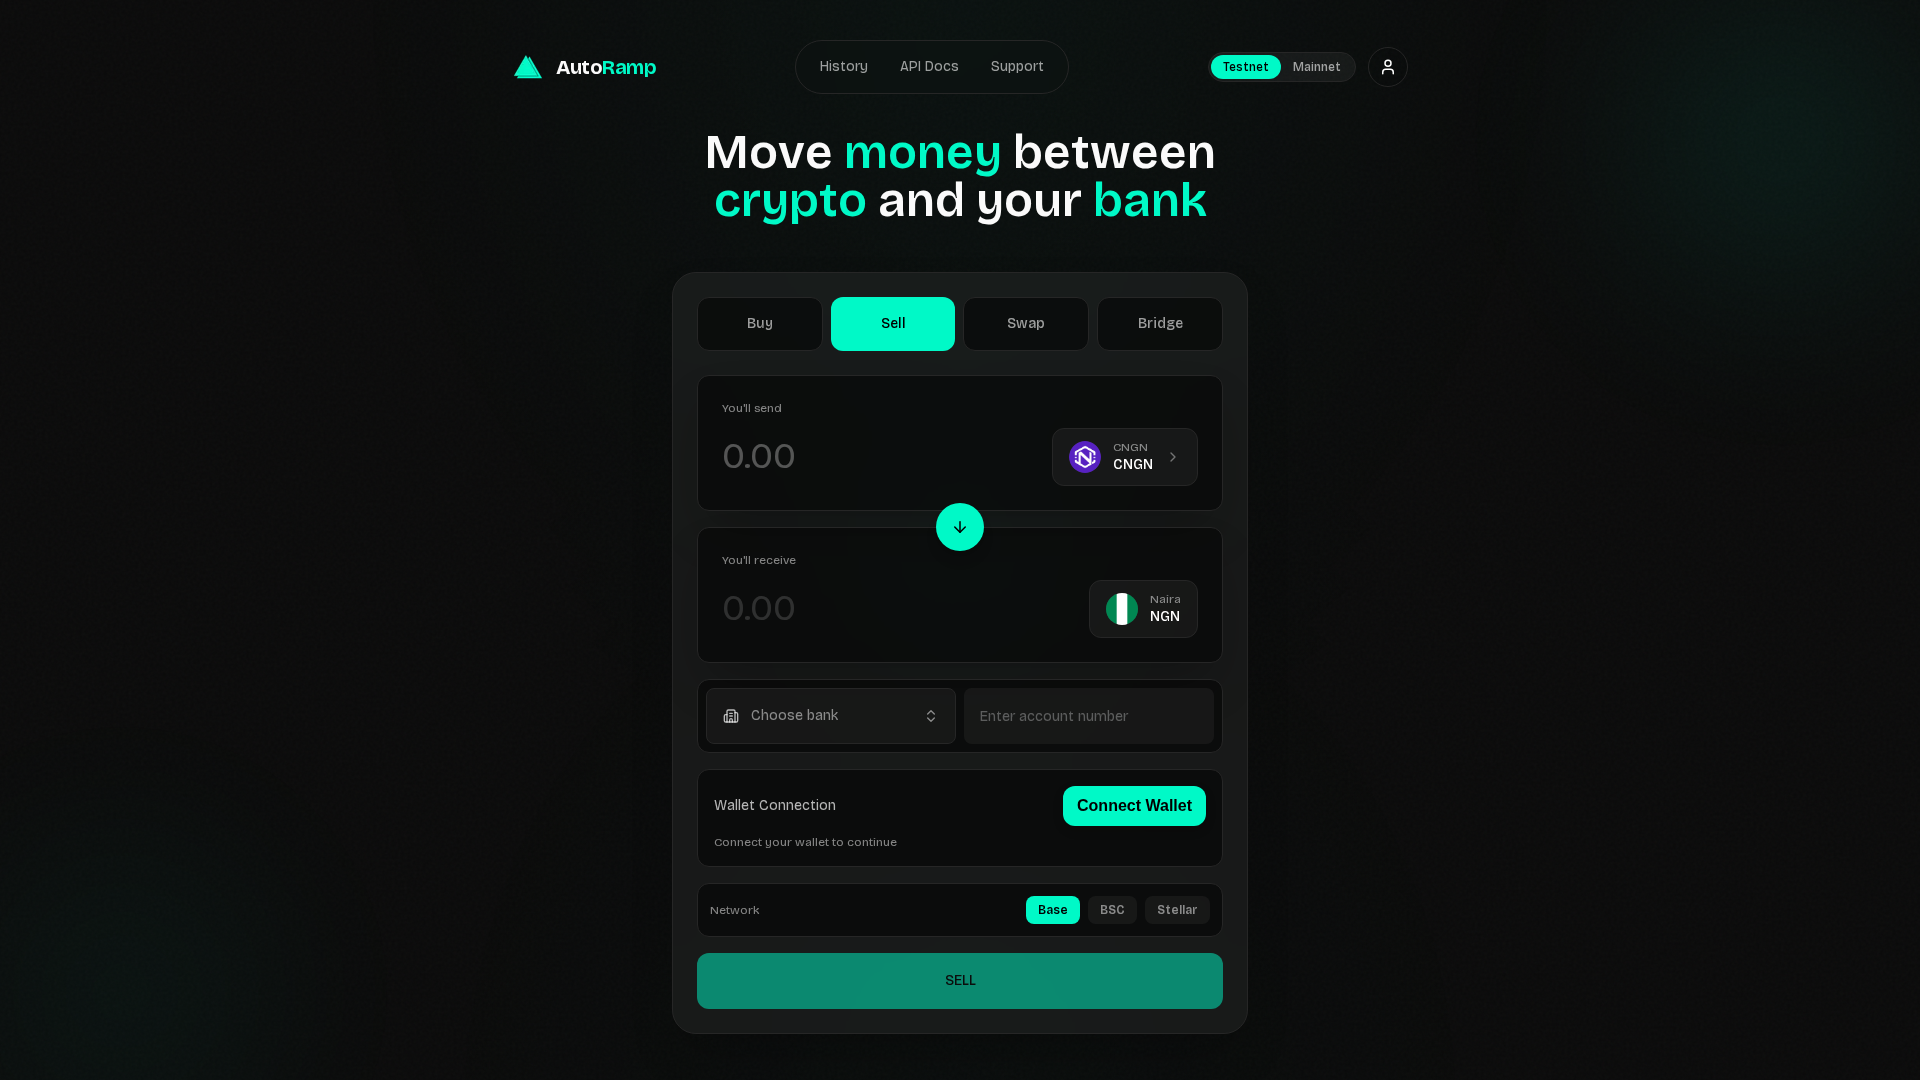 AutoRamp
History API Docs Support
Testnet Mainnet
Move money between
crypto and your bank
Buy Sell Swap Bridge
You'll send
0.00
CNGN
CNGN
You'll receive
0.00
Naira
NGN
Choose bank
Enter account number
Wallet Connection
Connect Wallet
Connect your wallet to continue
Network
Base BSC Stellar
SELL